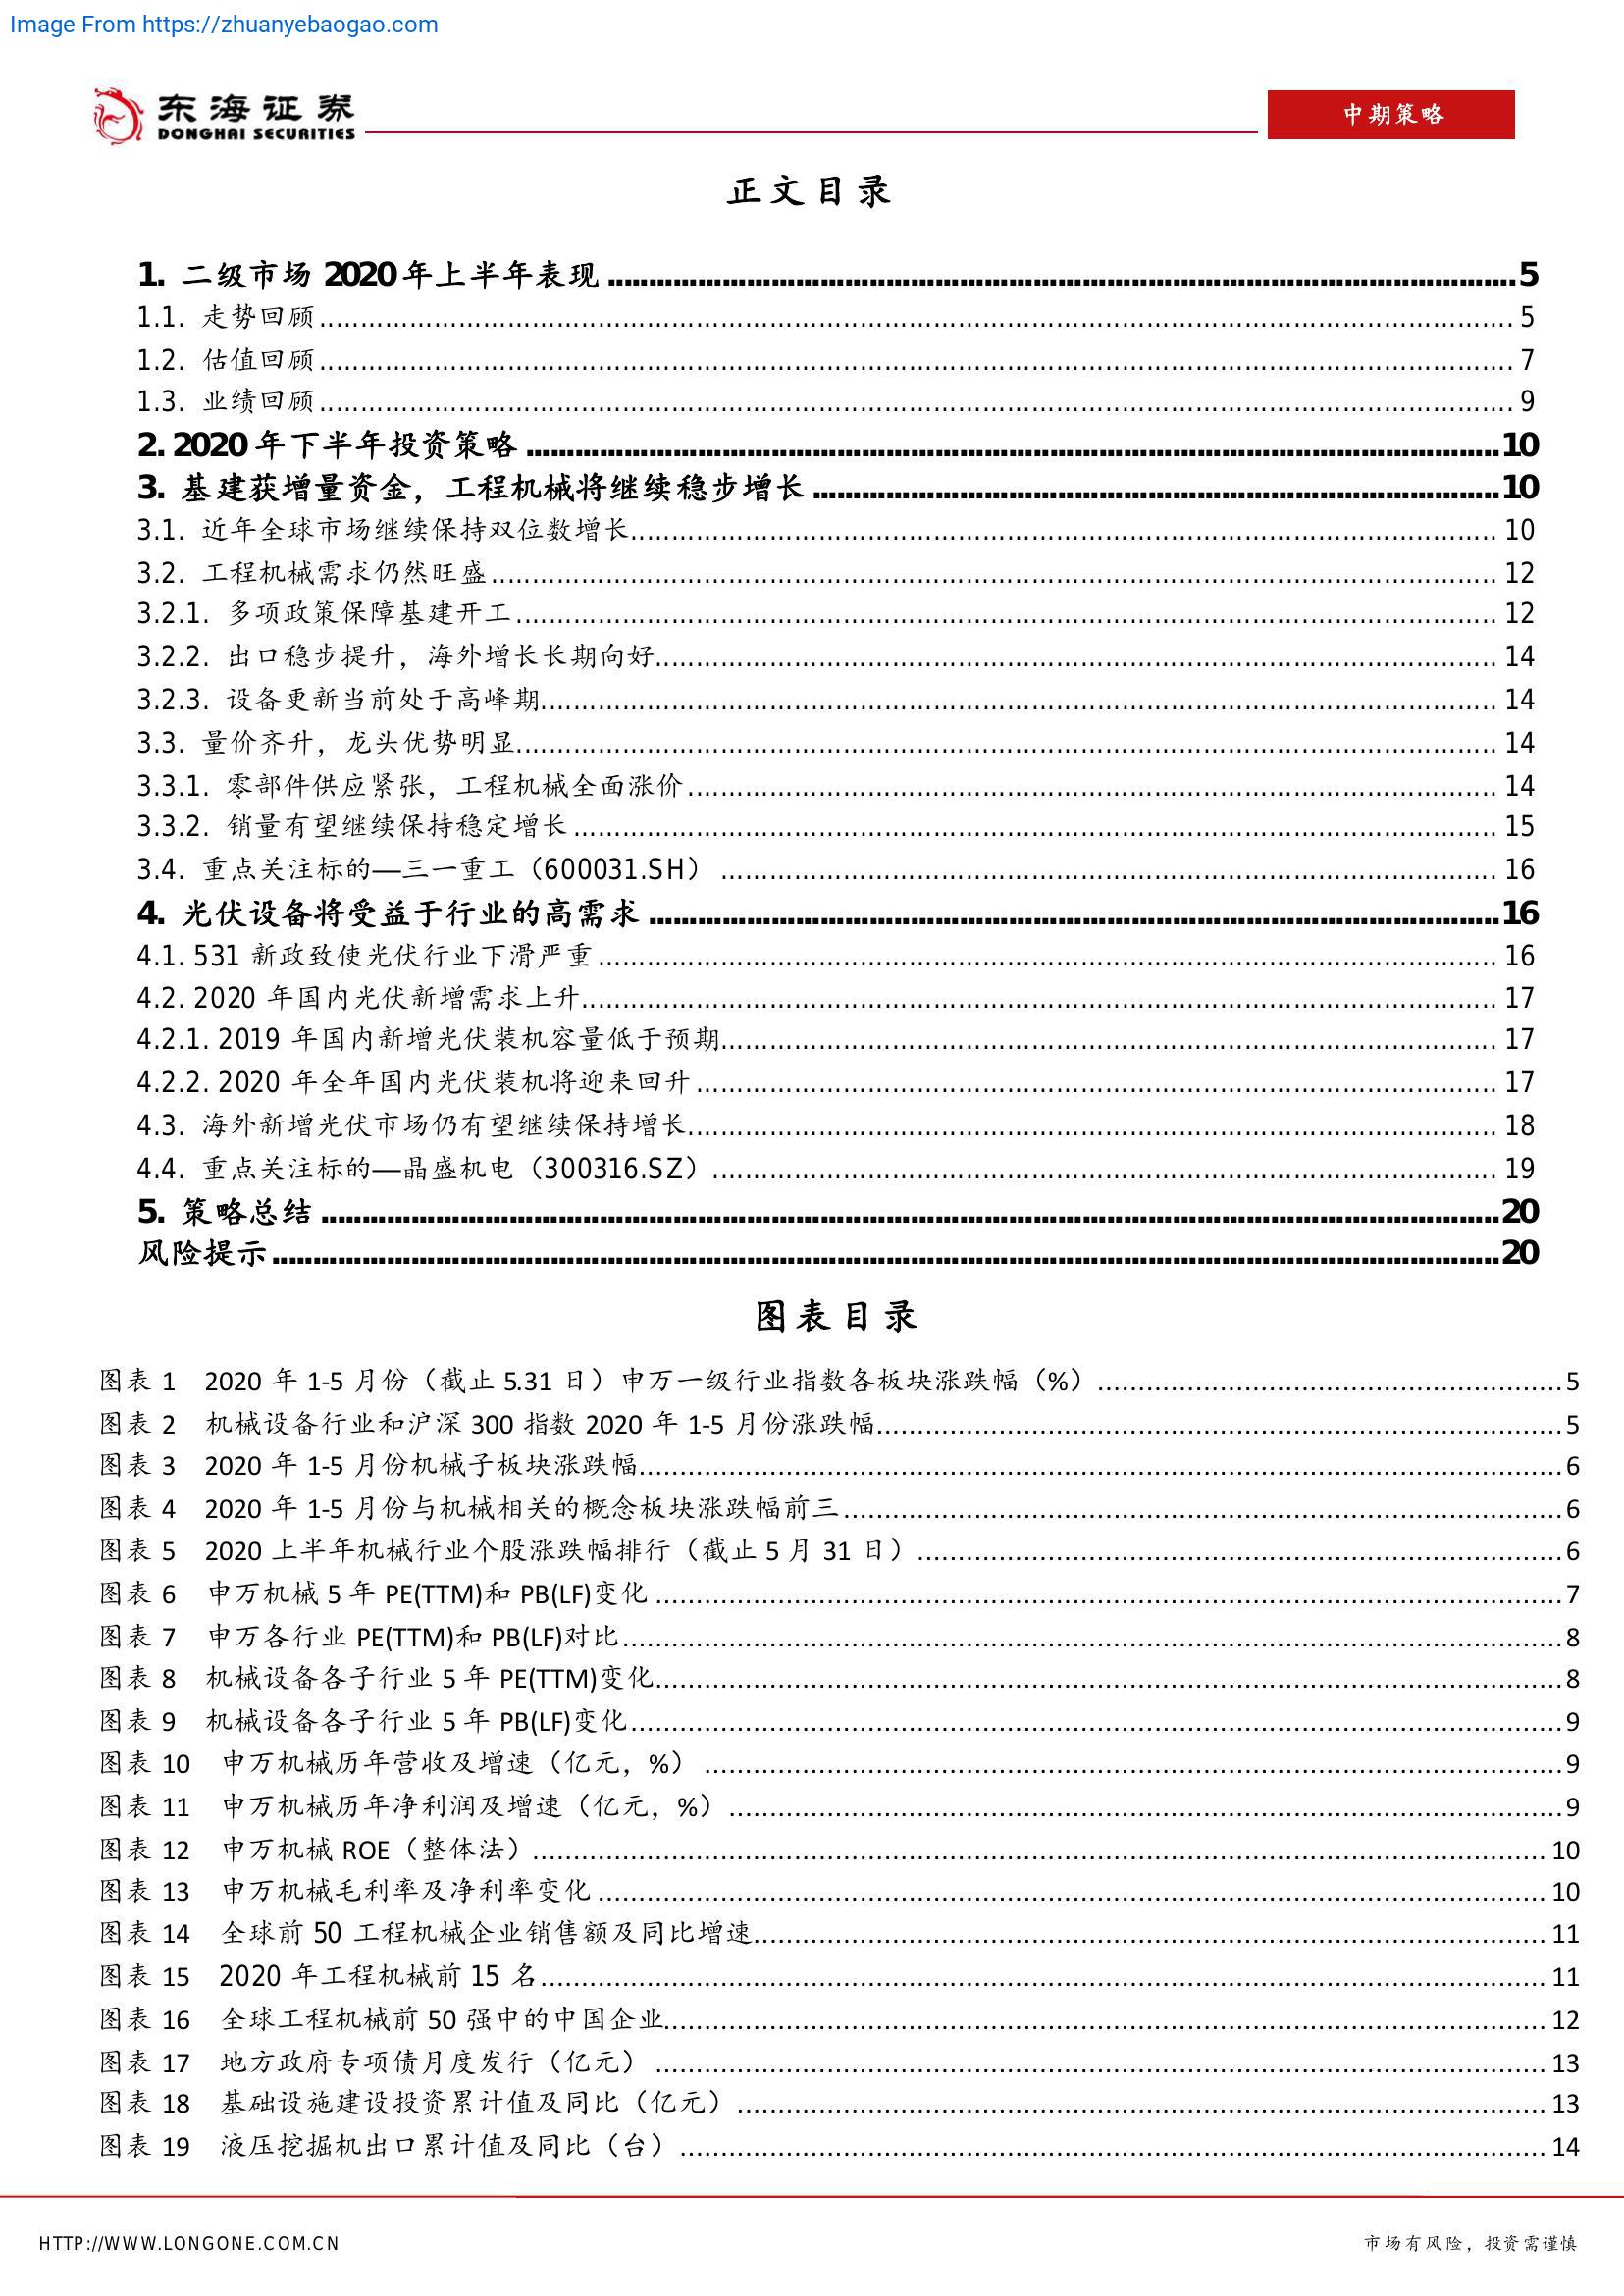 Image From https://zhuanyebaogao.com
东海证券
DONGHAI SECURITIES
中期策略
正文目录
1. 二级市场 2020 年上半年表现........................................5
1.1. 走势回顾........................................5
1.2. 估值回顾........................................7
1.3. 业绩回顾........................................9
2. 2020 年下半年投资策略........................................10
3. 基建获增量资金，工程机械将继续稳步增长........................................10
3.1. 近年全球市场继续保持双位数增长........................................10
3.2. 工程机械需求仍然旺盛........................................12
3.2.1. 多项政策保障基建开工........................................12
3.2.2. 出口稳步提升，海外增长长期向好........................................14
3.2.3. 设备更新当前处于高峰期........................................14
3.3. 量价齐升，龙头优势明显........................................14
3.3.1. 零部件供应紧张，工程机械全面涨价........................................14
3.3.2. 销量有望继续保持稳定增长........................................15
3.4. 重点关注标的—三一重工（600031.SH）........................................16
4. 光伏设备将受益于行业的高需求........................................16
4.1. 531 新政致使光伏行业下滑严重........................................16
4.2. 2020 年国内光伏新增需求上升........................................17
4.2.1. 2019 年国内新增光伏装机容量低于预期........................................17
4.2.2. 2020 年全年国内光伏装机将迎来回升........................................17
4.3. 海外新增光伏市场仍有望继续保持增长........................................18
4.4. 重点关注标的—晶盛机电（300316.SZ）........................................19
5. 策略总结........................................20
风险提示........................................20
图表目录
图表 1 2020 年 1-5 月份（截止 5.31 日）申万一级行业指数各板块涨跌幅（%）........................................5
图表 2 机械设备行业和沪深 300 指数 2020 年 1-5 月份涨跌幅........................................5
图表 3 2020 年 1-5 月份机械子板块涨跌幅........................................6
图表 4 2020 年 1-5 月份与机械相关的概念板块涨跌幅前三........................................6
图表 5 2020 上半年机械行业个股涨跌幅排行（截止 5 月 31 日）........................................6
图表 6 申万机械 5 年 PE(TTM)和 PB(LF)变化........................................7
图表 7 申万各行业 PE(TTM)和 PB(LF)对比........................................8
图表 8 机械设备各子行业 5 年 PE(TTM)变化........................................8
图表 9 机械设备各子行业 5 年 PB(LF)变化........................................9
图表 10 申万机械历年营收及增速（亿元，%）........................................9
图表 11 申万机械历年净利润及增速（亿元，%）........................................9
图表 12 申万机械 ROE（整体法）........................................10
图表 13 申万机械毛利率及净利率变化........................................10
图表 14 全球前 50 工程机械企业销售额及同比增速........................................11
图表 15 2020 年工程机械前 15 名........................................11
图表 16 全球工程机械前 50 强中的中国企业........................................12
图表 17 地方政府专项债月度发行（亿元）........................................13
图表 18 基础设施建设投资累计值及同比（亿元）........................................13
图表 19 液压挖掘机出口累计值及同比（台）........................................14
HTTP://WWW.LONGONE.COM.CN
市场有风险，投资需谨慎